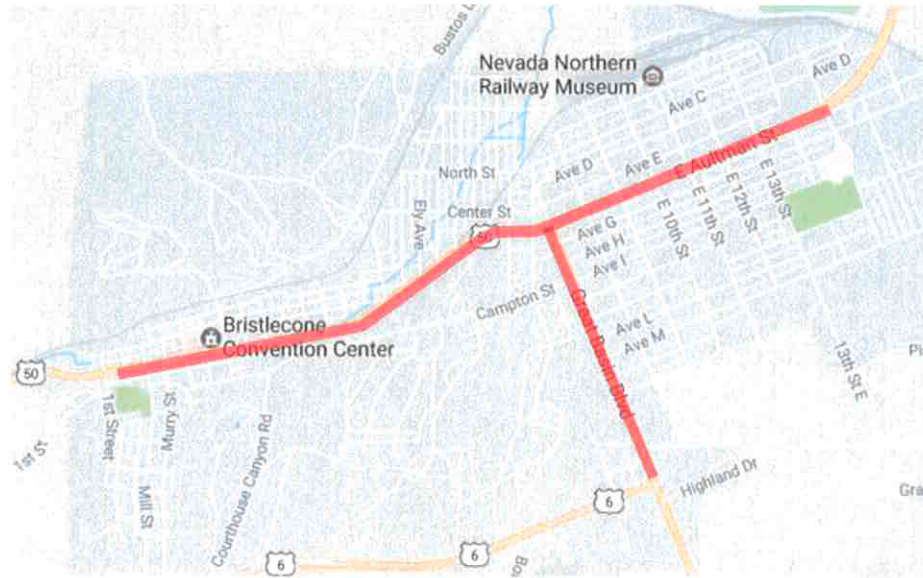 Bustos
Nevada Northern
Railway Museum
Ave D
Ave C
E Aultman St
Ave E
Ave D
North St
Center St
Ely Ave
50
E 13th St
E 12th St
E 11th St
E 10th St
Ave G
Ave H
Ave I
Campton St
Great Basin Blvd
Ave L
Ave M
Bristlecone
Convention Center
50
1st Street
1st St
Murry St
Mill St
Courthouse Canyon Rd
13th St E
Highland Dr
6
6
6
Gra